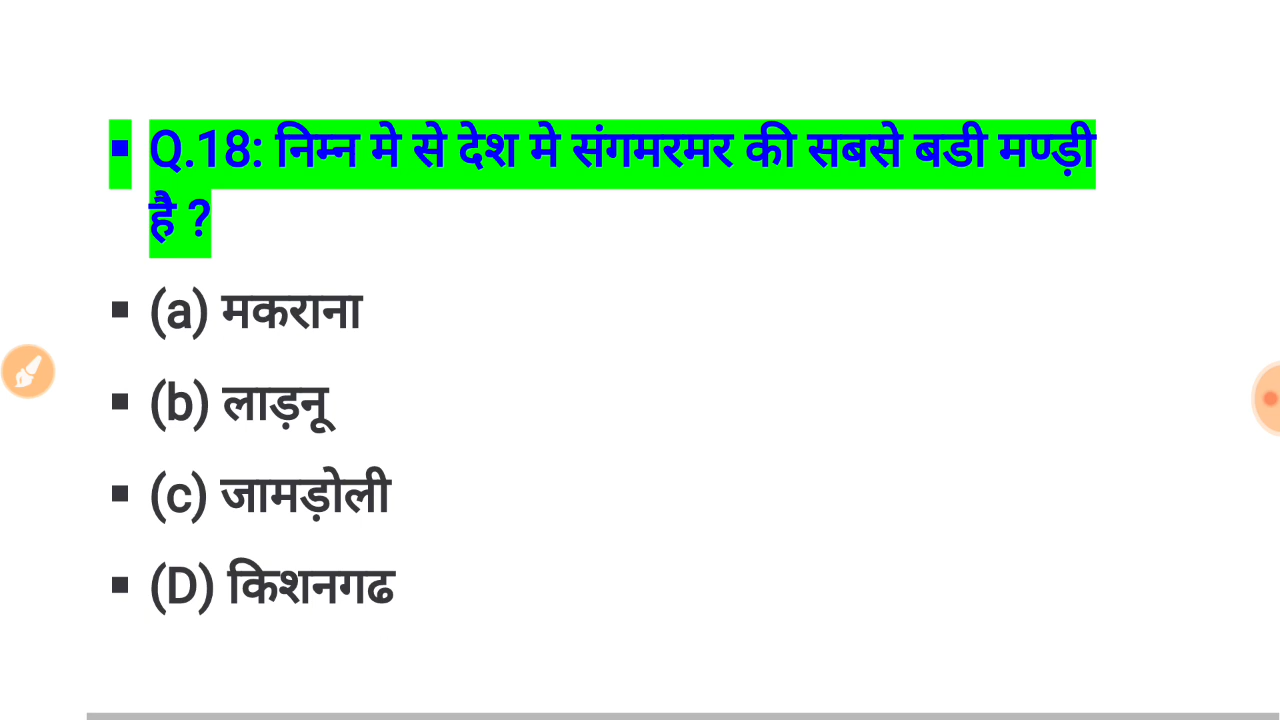 ▪ Q.18: निम्न मे से देश मे संगमरमर की सबसे बडी मण्ड़ी
है ?
▪ (a) मकराना
▪ (b) लाड़नू
▪ (c) जामड़ोली
▪ (D) किशनगढ